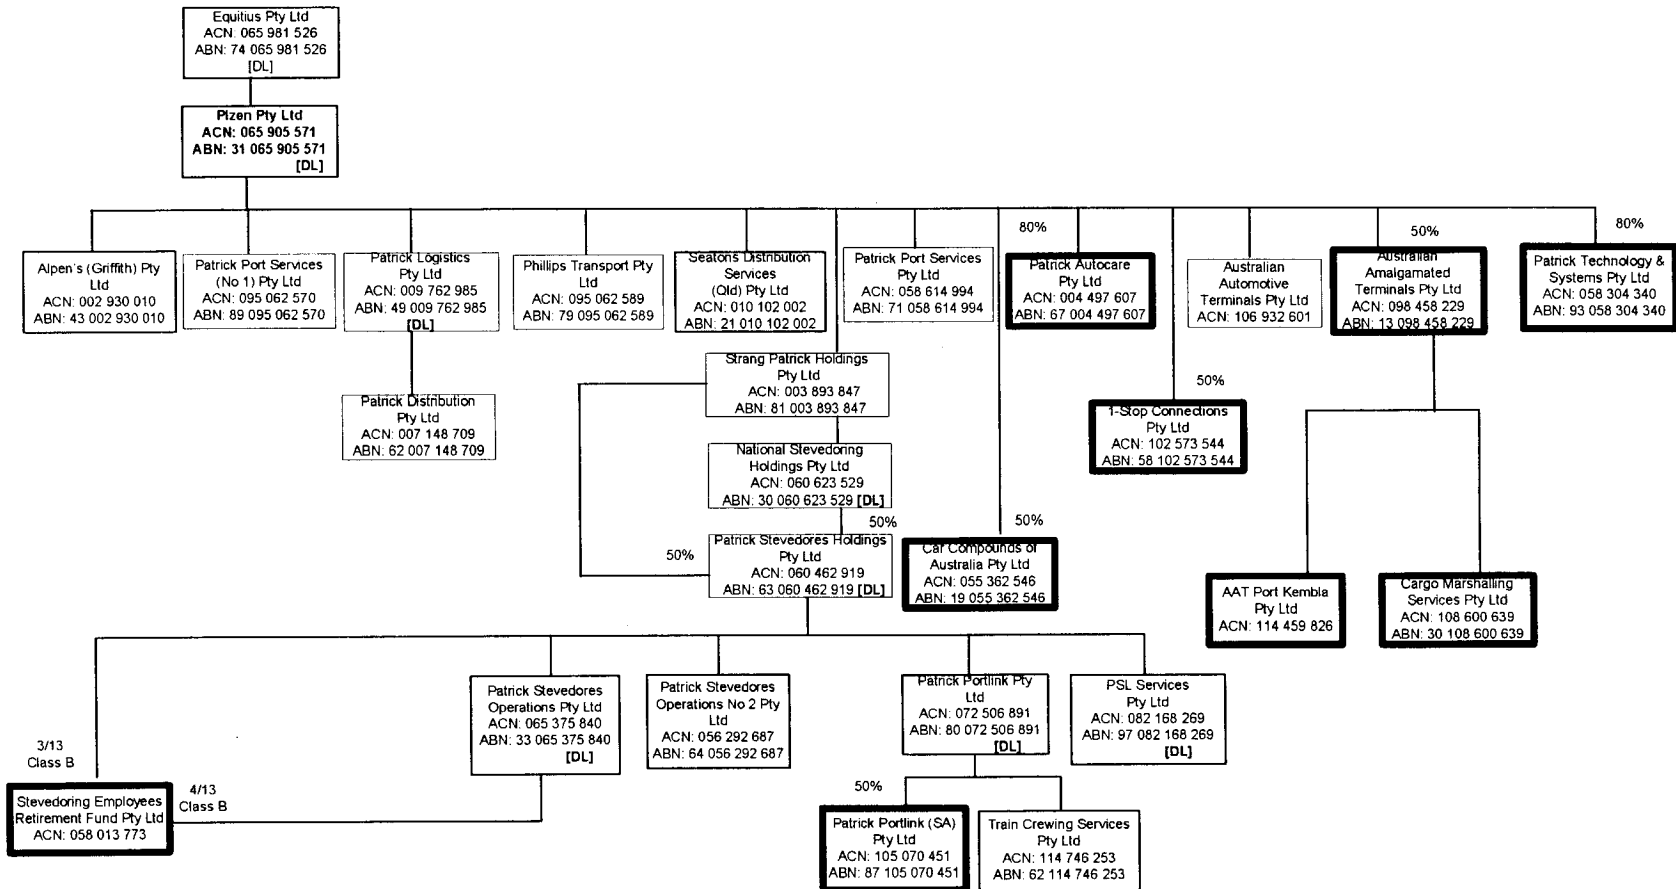 Equitius Pty Ltd
ACN: 065 981 526
ABN: 74 065 981 526
[DL]
Plzen Pty Ltd
ACN: 065 905 571
ABN: 31 065 905 571
[DL]
Alpen's (Griffith) Pty
Ltd
ACN: 002 930 010
ABN: 43 002 930 010
Patrick Port Services
(No 1) Pty Ltd
ACN: 095 062 570
ABN: 89 095 062 570
Patrick Logistics
Pty Ltd
ACN: 009 762 985
ABN: 49 009 762 985
[DL]
Phillips Transport Pty
Ltd
ACN: 095 062 589
ABN: 79 095 062 589
Seatons Distribution
Services
(Qld) Pty Ltd
ACN: 010 102 002
ABN: 21 010 102 002
Patrick Port Services
Pty Ltd
ACN: 058 614 994
ABN: 71 058 614 994
80%
Patrick Autocare
Pty Ltd
ACN: 004 497 607
ABN: 67 004 497 607
Australian
Automotive
Terminals Pty Ltd
ACN: 106 932 601
50%
Australian
Amalgamated
Terminals Pty Ltd
ACN: 098 458 229
ABN: 13 098 458 229
80%
Patrick Technology &
Systems Pty Ltd
ACN: 058 304 340
ABN: 93 058 304 340
Patrick Distribution
Pty Ltd
ACN: 007 148 709
ABN: 62 007 148 709
Strang Patrick Holdings
Pty Ltd
ACN: 003 893 847
ABN: 81 003 893 847
50%
1-Stop Connections
Pty Ltd
ACN: 102 573 544
ABN: 58 102 573 544
National Stevedoring
Holdings Pty Ltd
ACN: 060 623 529
ABN: 30 060 623 529 [DL]
50%
50%
Patrick Stevedores Holdings
Pty Ltd
ACN: 060 462 919
ABN: 63 060 462 919 [DL]
50%
Car Compounds of
Australia Pty Ltd
ACN: 055 362 546
ABN: 19 055 362 546
AAT Port Kembla
Pty Ltd
ACN: 114 459 826
Cargo Marshalling
Services Pty Ltd
ACN: 108 600 639
ABN: 30 108 600 639
Patrick Stevedores
Operations Pty Ltd
ACN: 065 375 840
ABN: 33 065 375 840
[DL]
Patrick Stevedores
Operations No 2 Pty
Ltd
ACN: 056 292 687
ABN: 64 056 292 687
Patrick Portlink Pty
Ltd
ACN: 072 506 891
ABN: 80 072 506 891
[DL]
PSL Services
Pty Ltd
ACN: 082 168 269
ABN: 97 082 168 269
[DL]
3/13
Class B
4/13
Class B
Stevedoring Employees
Retirement Fund Pty Ltd
ACN: 058 013 773
50%
Patrick Portlink (SA)
Pty Ltd
ACN: 105 070 451
ABN: 87 105 070 451
Train Crewing Services
Pty Ltd
ACN: 114 746 253
ABN: 62 114 746 253